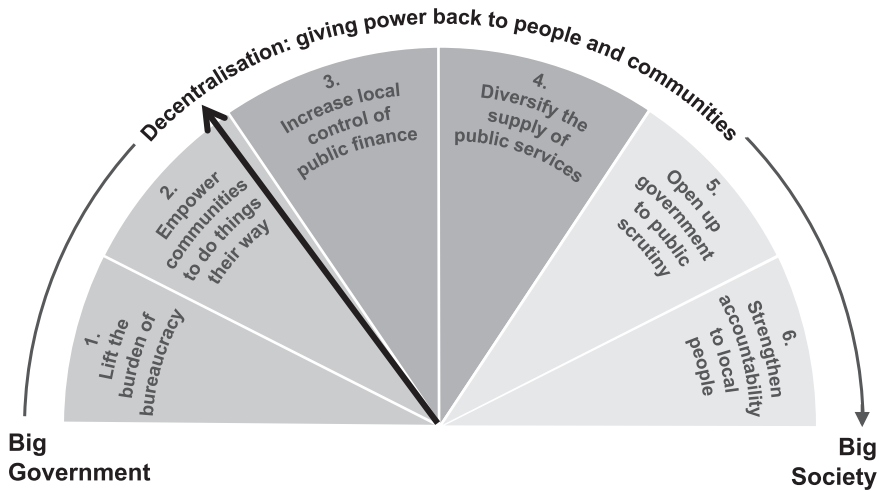 Decentralisation: giving power back to people and communities
1.
Lift the
burden of
bureaucracy
2.
Empower
communities
to do things
their way
3.
Increase local
control of
public finance
4.
Diversify the
supply of
public services
5.
Open up
government
to public
scrutiny
6.
Strengthen
accountability
to local
people
Big
Government
Big
Society